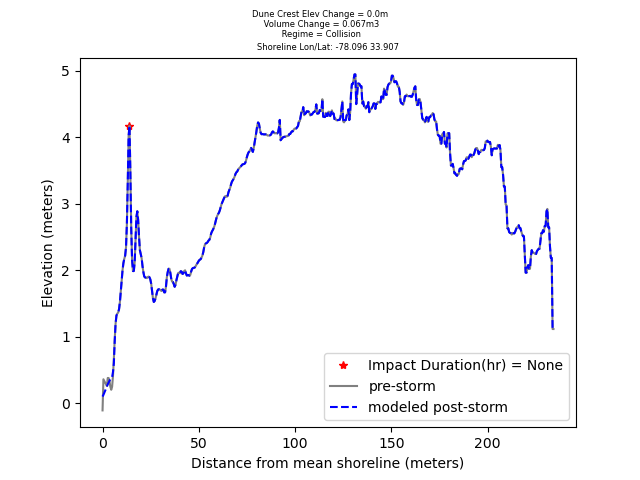 Dune Crest Elev Change = 0.0m
Volume Change = 0.067m3
Regime = Collision
Shoreline Lon/Lat: -78.096 33.907
5
4
3
2
1
0
Elevation (meters)
Impact Duration(hr) = None
pre-storm
modeled post-storm
0
50
100
150
200
Distance from mean shoreline (meters)